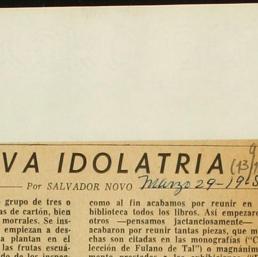 VA IDOLATRIA
Por SALVADOR NOVO Marzo 29-19
grupo de tres o
as de cartón, bien
morrales. Se ins-
empiezan a des-
a plantan en el
las frutas escuá-
como al fin acabamos por reunir en
biblioteca todos los libros. Así empezaro
otros —pensamos jactanciosamente—
acabaron por reunir tantas piezas, que m
chas son citadas en las monografías ("C
lección de Fulano de Tal") o magnánim